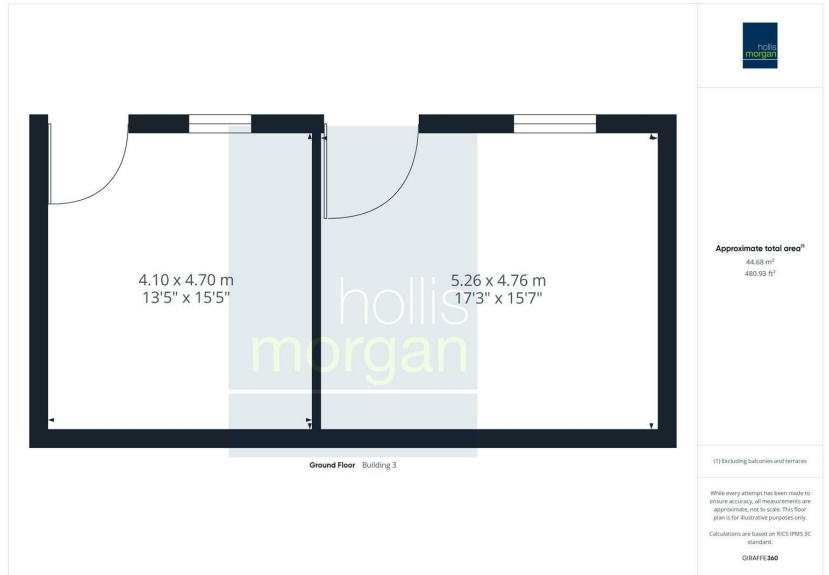 hollis
morgan
4.10 x 4.70 m
13'5" x 15'5"
5.26 x 4.76 m
17'3" x 15'7"
hollis
morgan
Ground Floor Building 3
Approximate total area⁽¹⁾
44.68 m²
480.93 ft²
(1) Excluding balconies and terraces
While every attempt has been made to
ensure accuracy, all measurements are
approximate, not to scale. This floor
plan is for illustrative purposes only.
Calculations are based on RICS IPMS 3C
standard.
GIRAFFE360